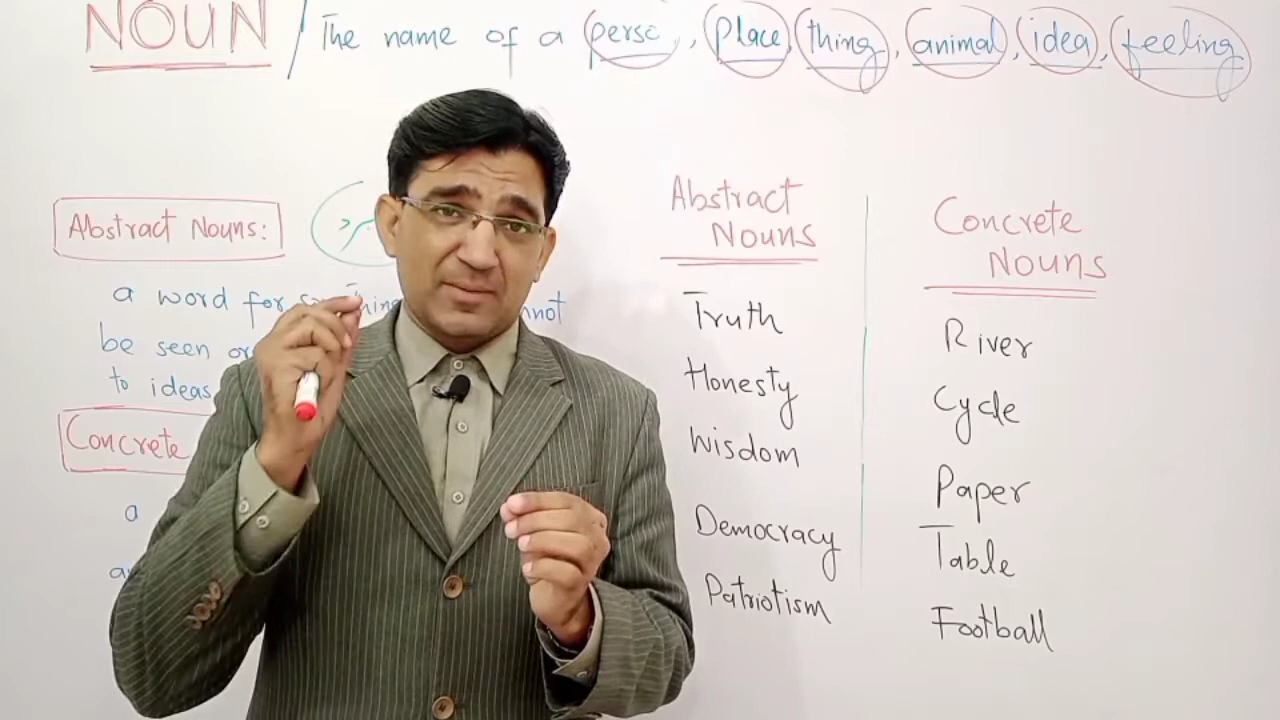 NOUN / The name of a perso, place, thing, animal, idea, feeling
Abstract Nouns:
a word for not
be seen or
to ideas
Concrete
a
Abstract
Nouns
Truth
Honesty
Wisdom
Democracy
Patriotism
Concrete
Nouns
River
Cycle
Paper
Table
Football